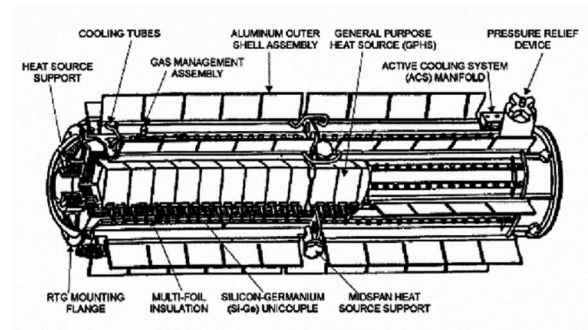 COOLING TUBES
ALUMINUM OUTER
SHELL ASSEMBLY
GENERAL PURPOSE
HEAT SOURCE (GPHS)
PRESSURE RELIEF
DEVICE
HEAT SOURCE
SUPPORT
GAS MANAGEMENT
ASSEMBLY
ACTIVE COOLING SYSTEM
(ACS) MANIFOLD
RTG MOUNTING
FLANGE
MULTI-FOIL
INSULATION
SILICON-GERMANIUM
(Si-Ge) UNICOUPLE
MIDSPAN HEAT
SOURCE SUPPORT